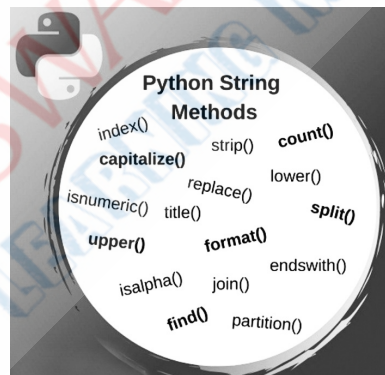 Python String
Methods
index()
capitalize()
strip()
count()
isnumeric()
title()
replace()
lower()
split()
upper()
format()
endswith()
isalpha()
join()
find()
partition()
LEARNING